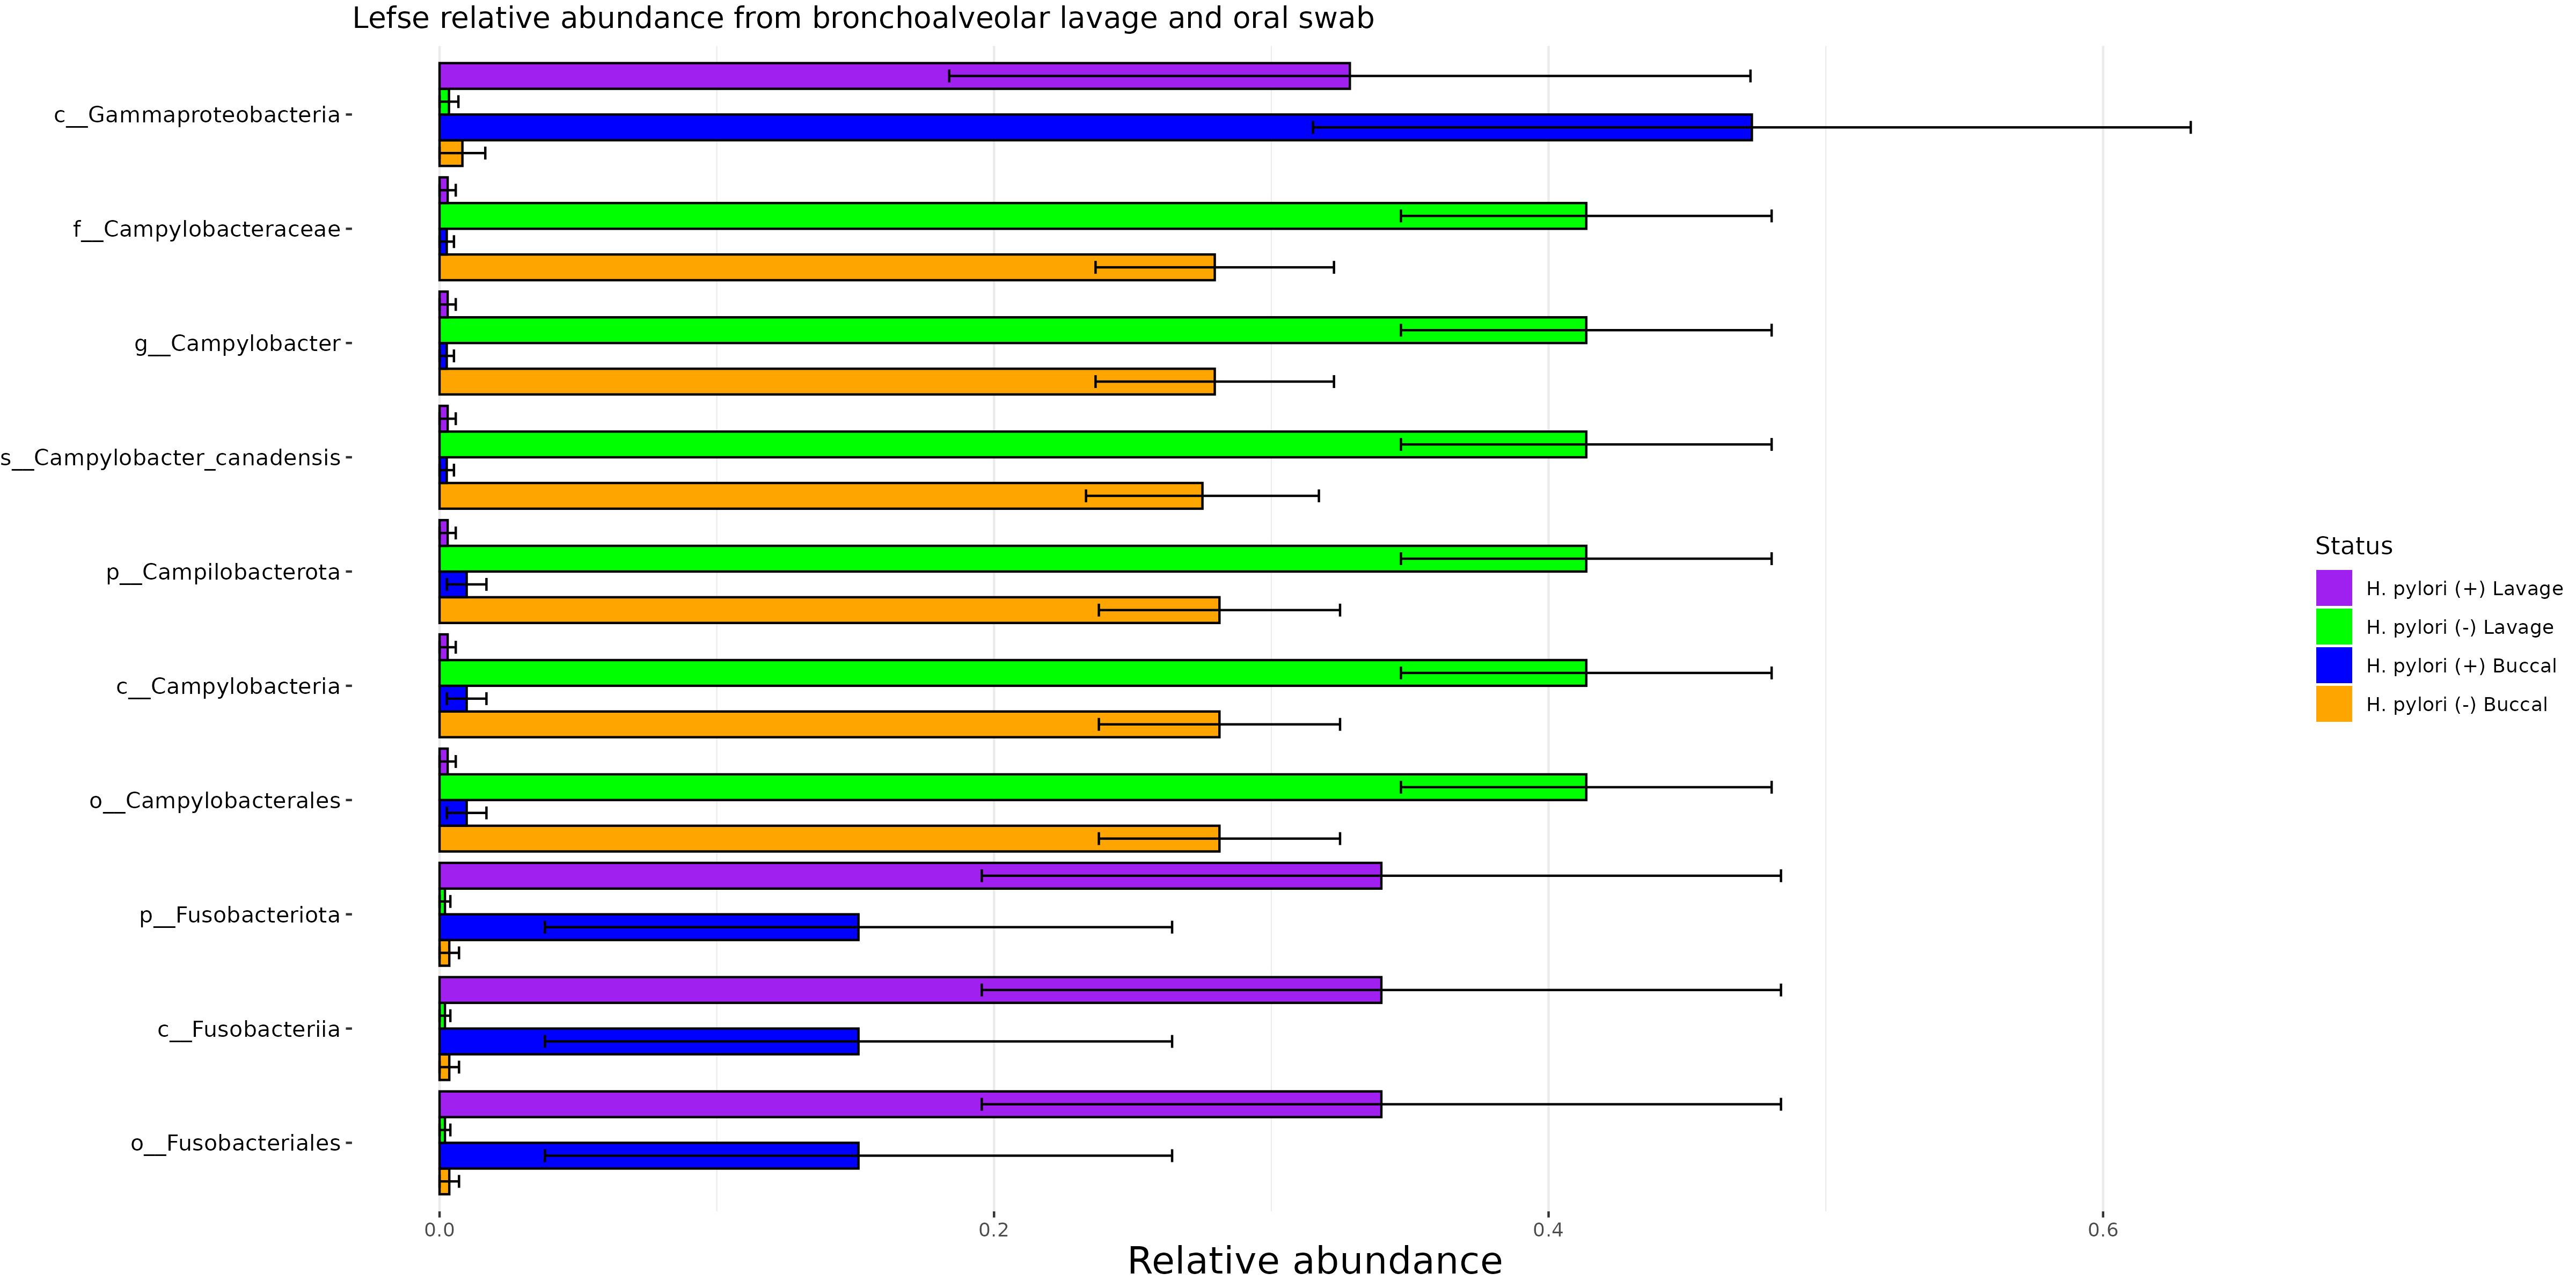 Lefse relative abundance from bronchoalveolar lavage and oral swab
c__Gammaproteobacteria
f__Campylobacteraceae
g__Campylobacter
s__Campylobacter_canadensis
p__Campilobacterota
c__Campylobacteria
o__Campylobacterales
p__Fusobacteriota
c__Fusobacteriia
o__Fusobacteriales
0.0 0.2 0.4 0.6
Relative abundance
Status
H. pylori (+) Lavage
H. pylori (-) Lavage
H. pylori (+) Buccal
H. pylori (-) Buccal